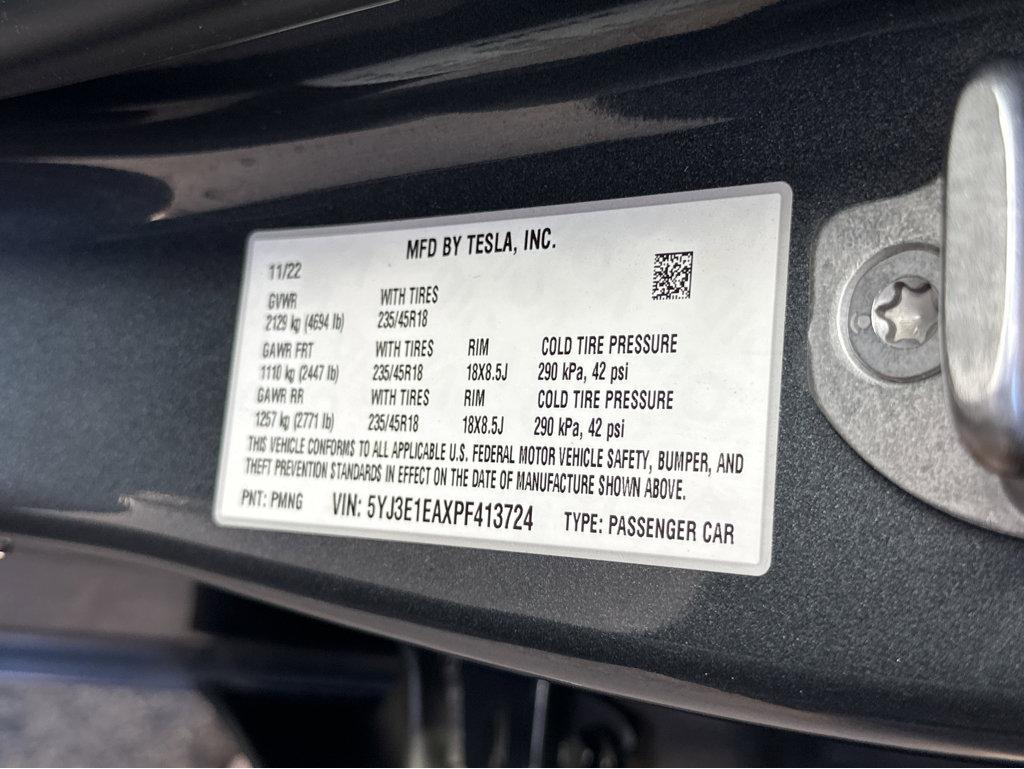 MFD BY TESLA, INC.
11/22
GVWR WITH TIRES
2129 kg (4694 lb) 235/45R18
GAWR FRT WITH TIRES RIM COLD TIRE PRESSURE
1110 kg (2447 lb) 235/45R18 18X8.5J 290 kPa, 42 psi
GAWR RR WITH TIRES RIM COLD TIRE PRESSURE
1257 kg (2771 lb) 235/45R18 18X8.5J 290 kPa, 42 psi
THIS VEHICLE CONFORMS TO ALL APPLICABLE U.S. FEDERAL MOTOR VEHICLE SAFETY, BUMPER, AND
THEFT PREVENTION STANDARDS IN EFFECT ON THE DATE OF MANUFACTURE SHOWN ABOVE.
PNT: PMNG VIN: 5YJ3E1EAXPF413724 TYPE: PASSENGER CAR